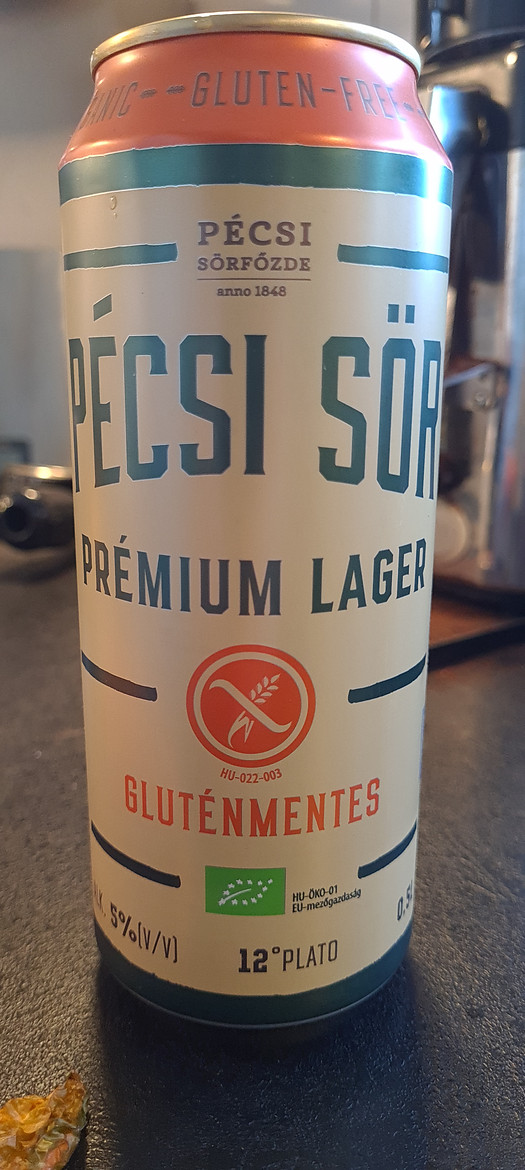 GLUTEN-FREE
PÉCSI
SÖRFŐZDE
anno 1848
PÉCSI SÖR
PRÉMIUM LAGER
HU-022-003
GLUTÉNMENTES
HU-ÖKO-01
EU-mezőgazdaság
5% (V/V)
12° PLATO